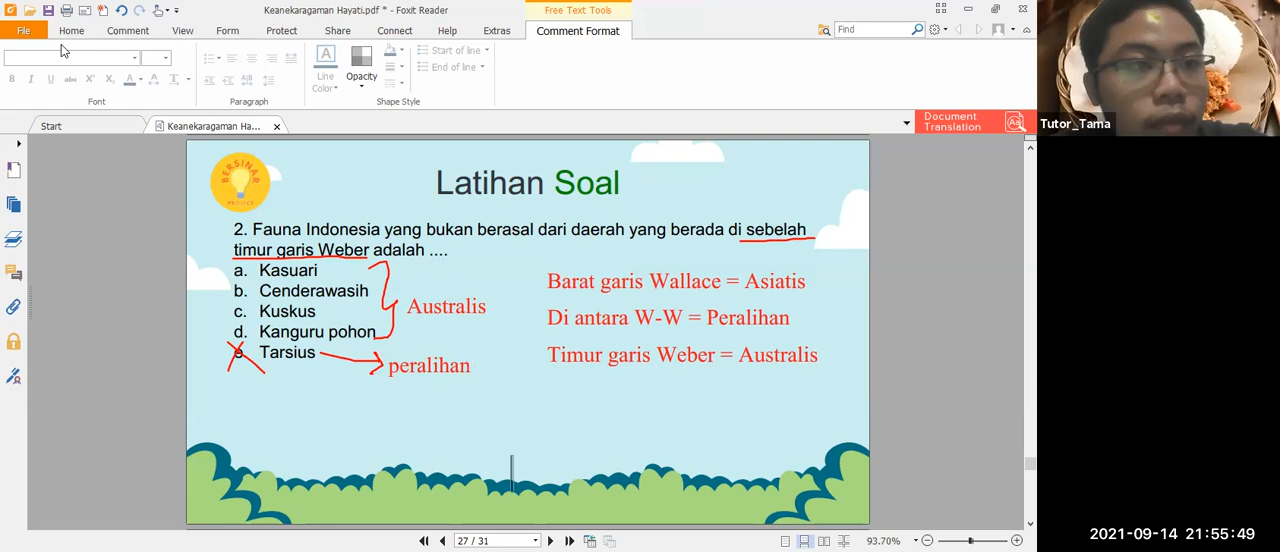 Keanekaragaman Hayati.pdf * - Foxit Reader
Free Text Tools
File Home Comment View Form Protect Share Connect Help Extras Comment Format
Find
Line Color
Opacity
Start of line
End of line
Font
Paragraph
Shape Style
Start
Keanekaragaman Ha...
Document Translation
Tutor_Tama
BERSINAR
PROJECT
Latihan Soal
2. Fauna Indonesia yang bukan berasal dari daerah yang berada di sebelah
timur garis Weber adalah ....
a. Kasuari
b. Cenderawasih
c. Kuskus
d. Kanguru pohon
e. Tarsius
Australis
peralihan
Barat garis Wallace = Asiatis
Di antara W-W = Peralihan
Timur garis Weber = Australis
27 / 31
93.70%
2021-09-14 21:55:49